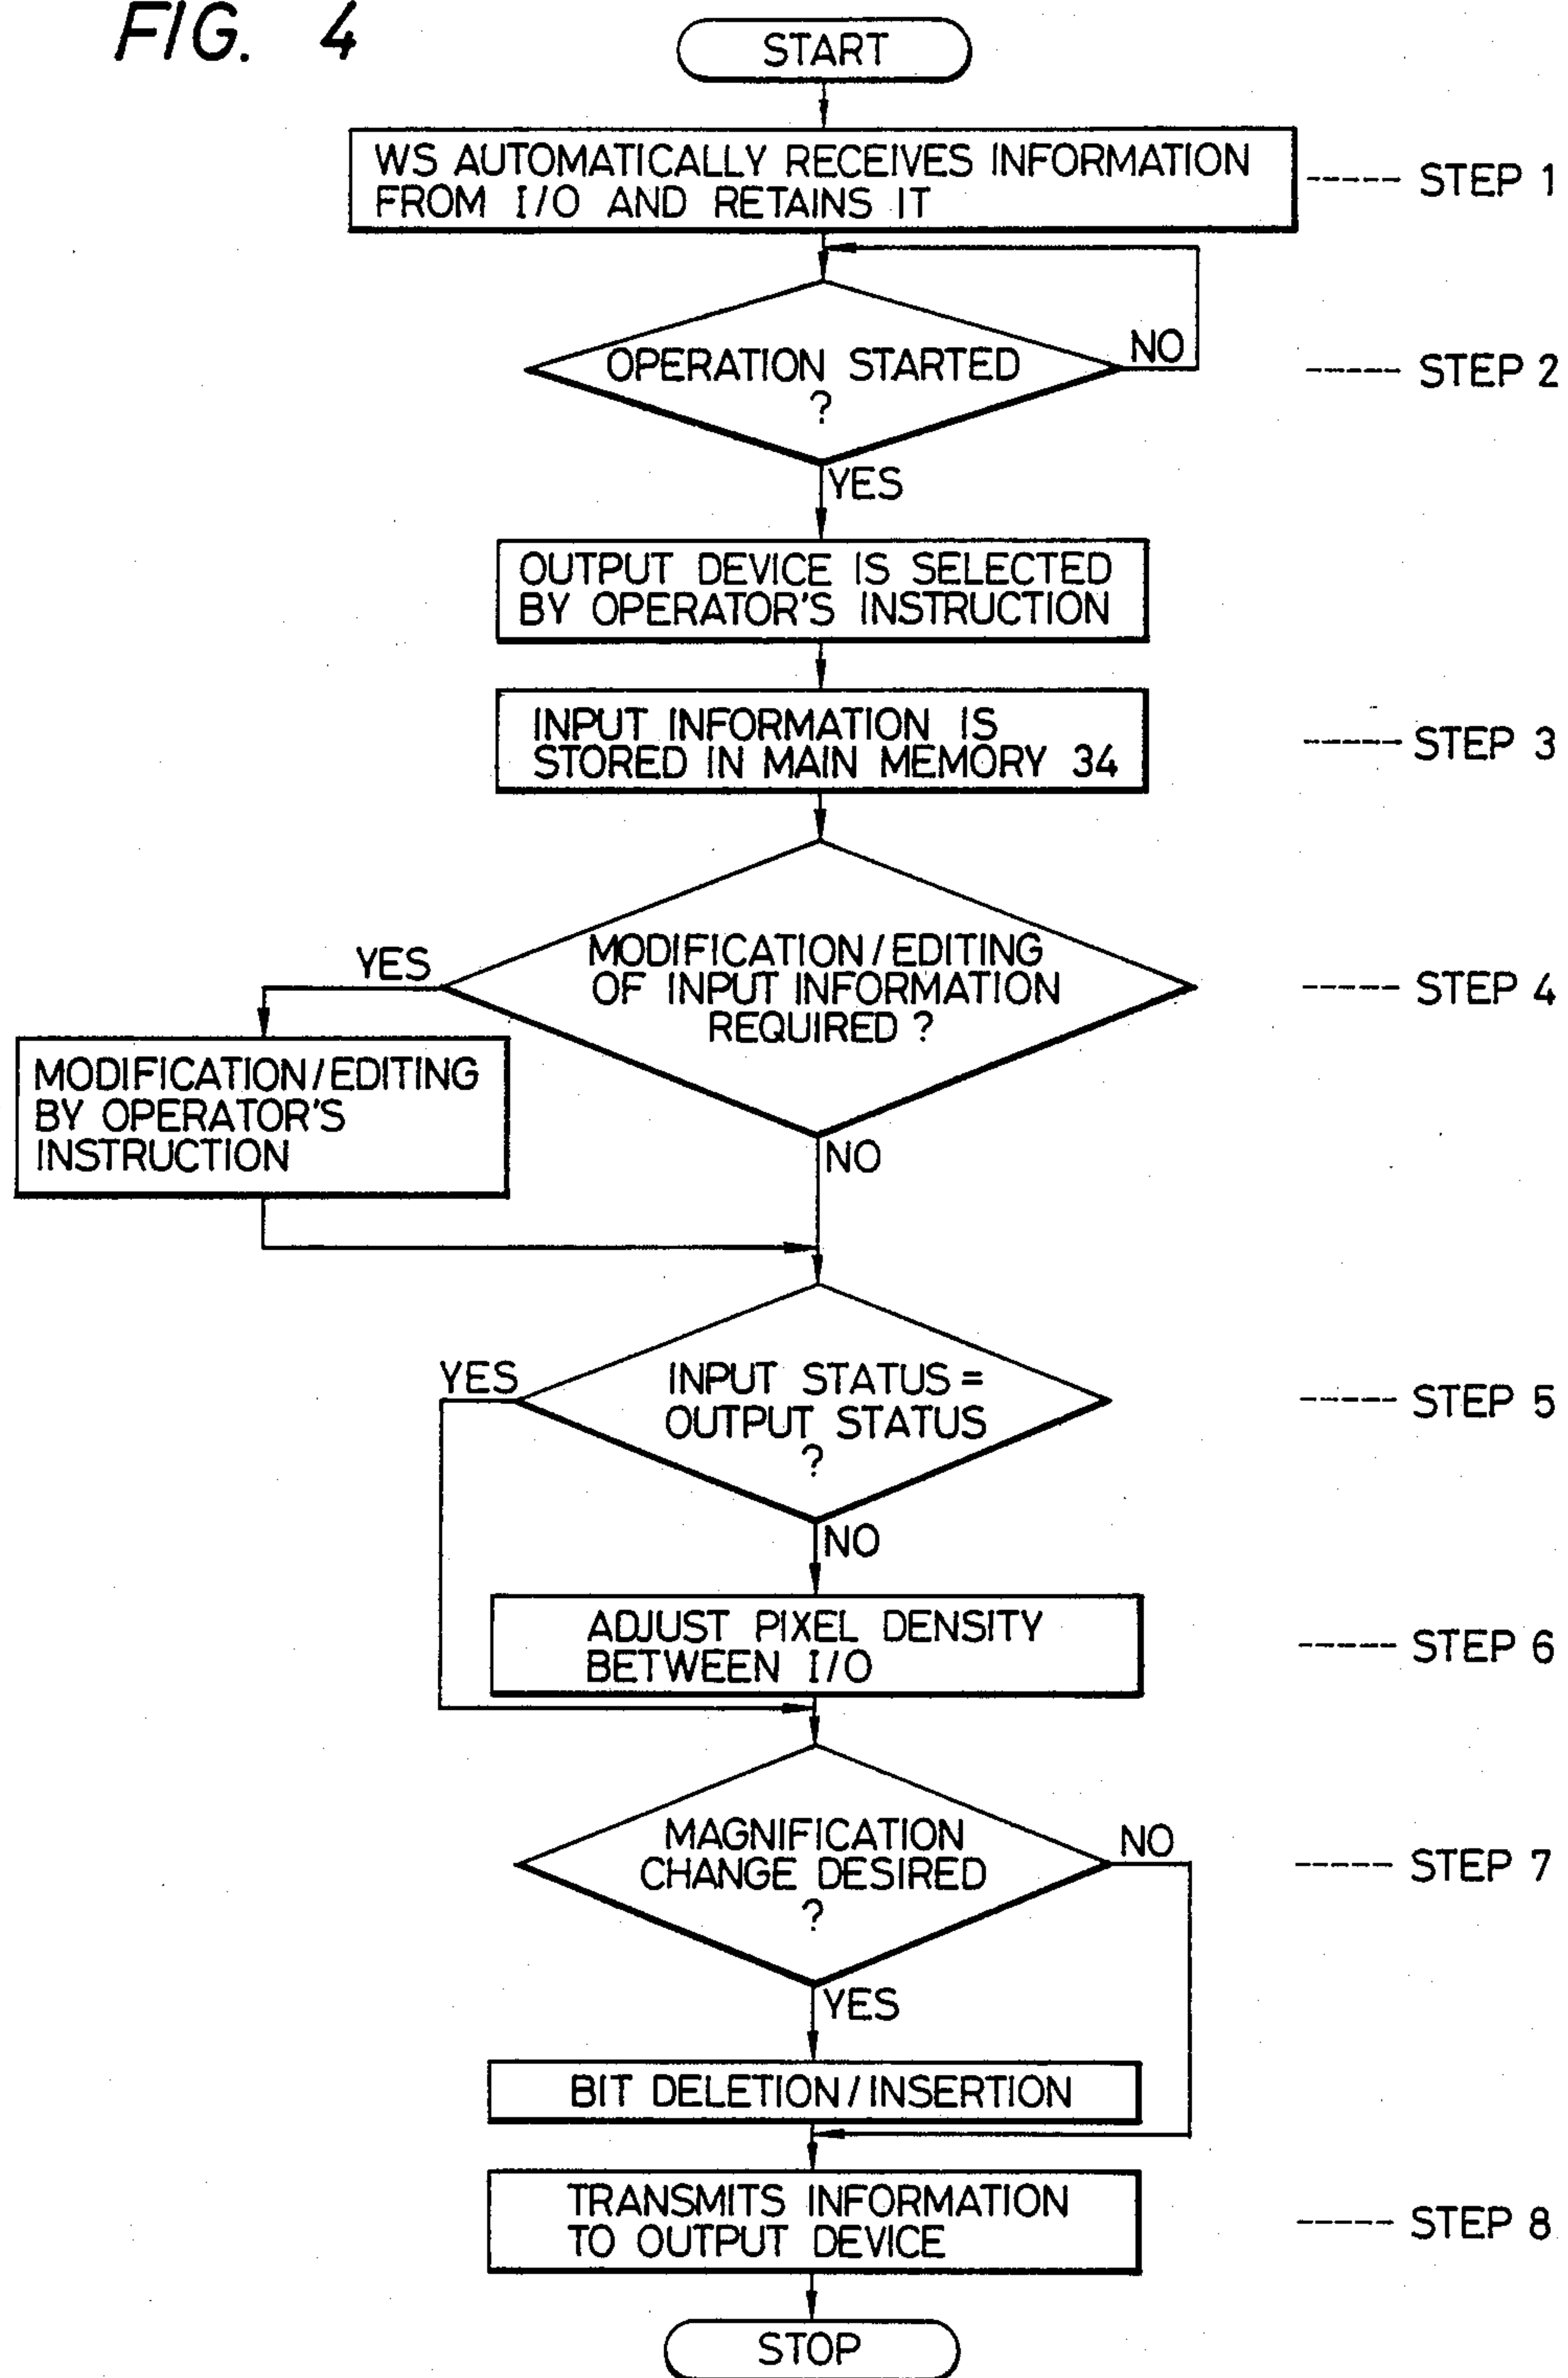 FIG. 4
START
WS AUTOMATICALLY RECEIVES INFORMATION
FROM I/O AND RETAINS IT
STEP 1
NO
OPERATION STARTED
?
STEP 2
YES
OUTPUT DEVICE IS SELECTED
BY OPERATOR'S INSTRUCTION
INPUT INFORMATION IS
STORED IN MAIN MEMORY 34
STEP 3
YES
MODIFICATION/EDITING
OF INPUT INFORMATION
REQUIRED ?
STEP 4
MODIFICATION/EDITING
BY OPERATOR'S
INSTRUCTION
NO
YES
INPUT STATUS =
OUTPUT STATUS
?
STEP 5
NO
ADJUST PIXEL DENSITY
BETWEEN I/O
STEP 6
MAGNIFICATION
CHANGE DESIRED
?
NO
STEP 7
YES
BIT DELETION/INSERTION
TRANSMITS INFORMATION
TO OUTPUT DEVICE
STEP 8
STOP